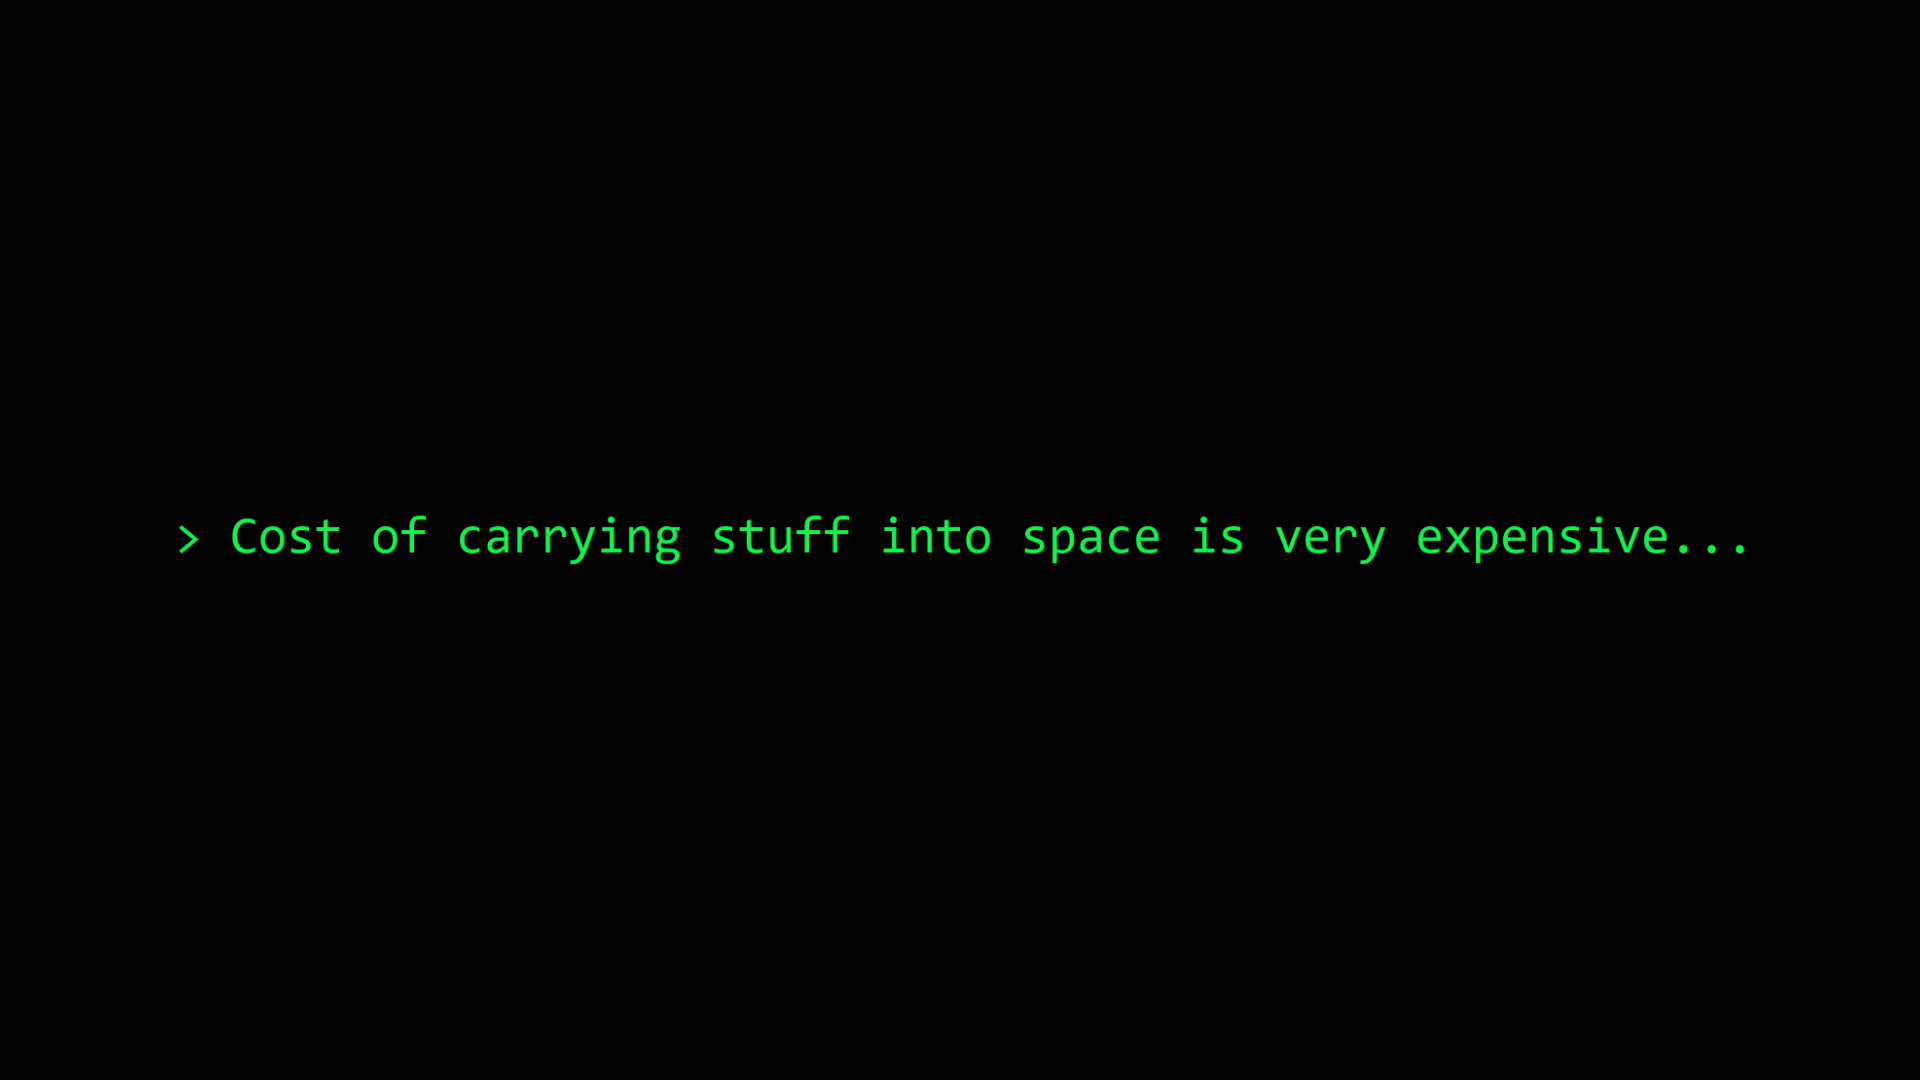 > Cost of carrying stuff into space is very expensive...